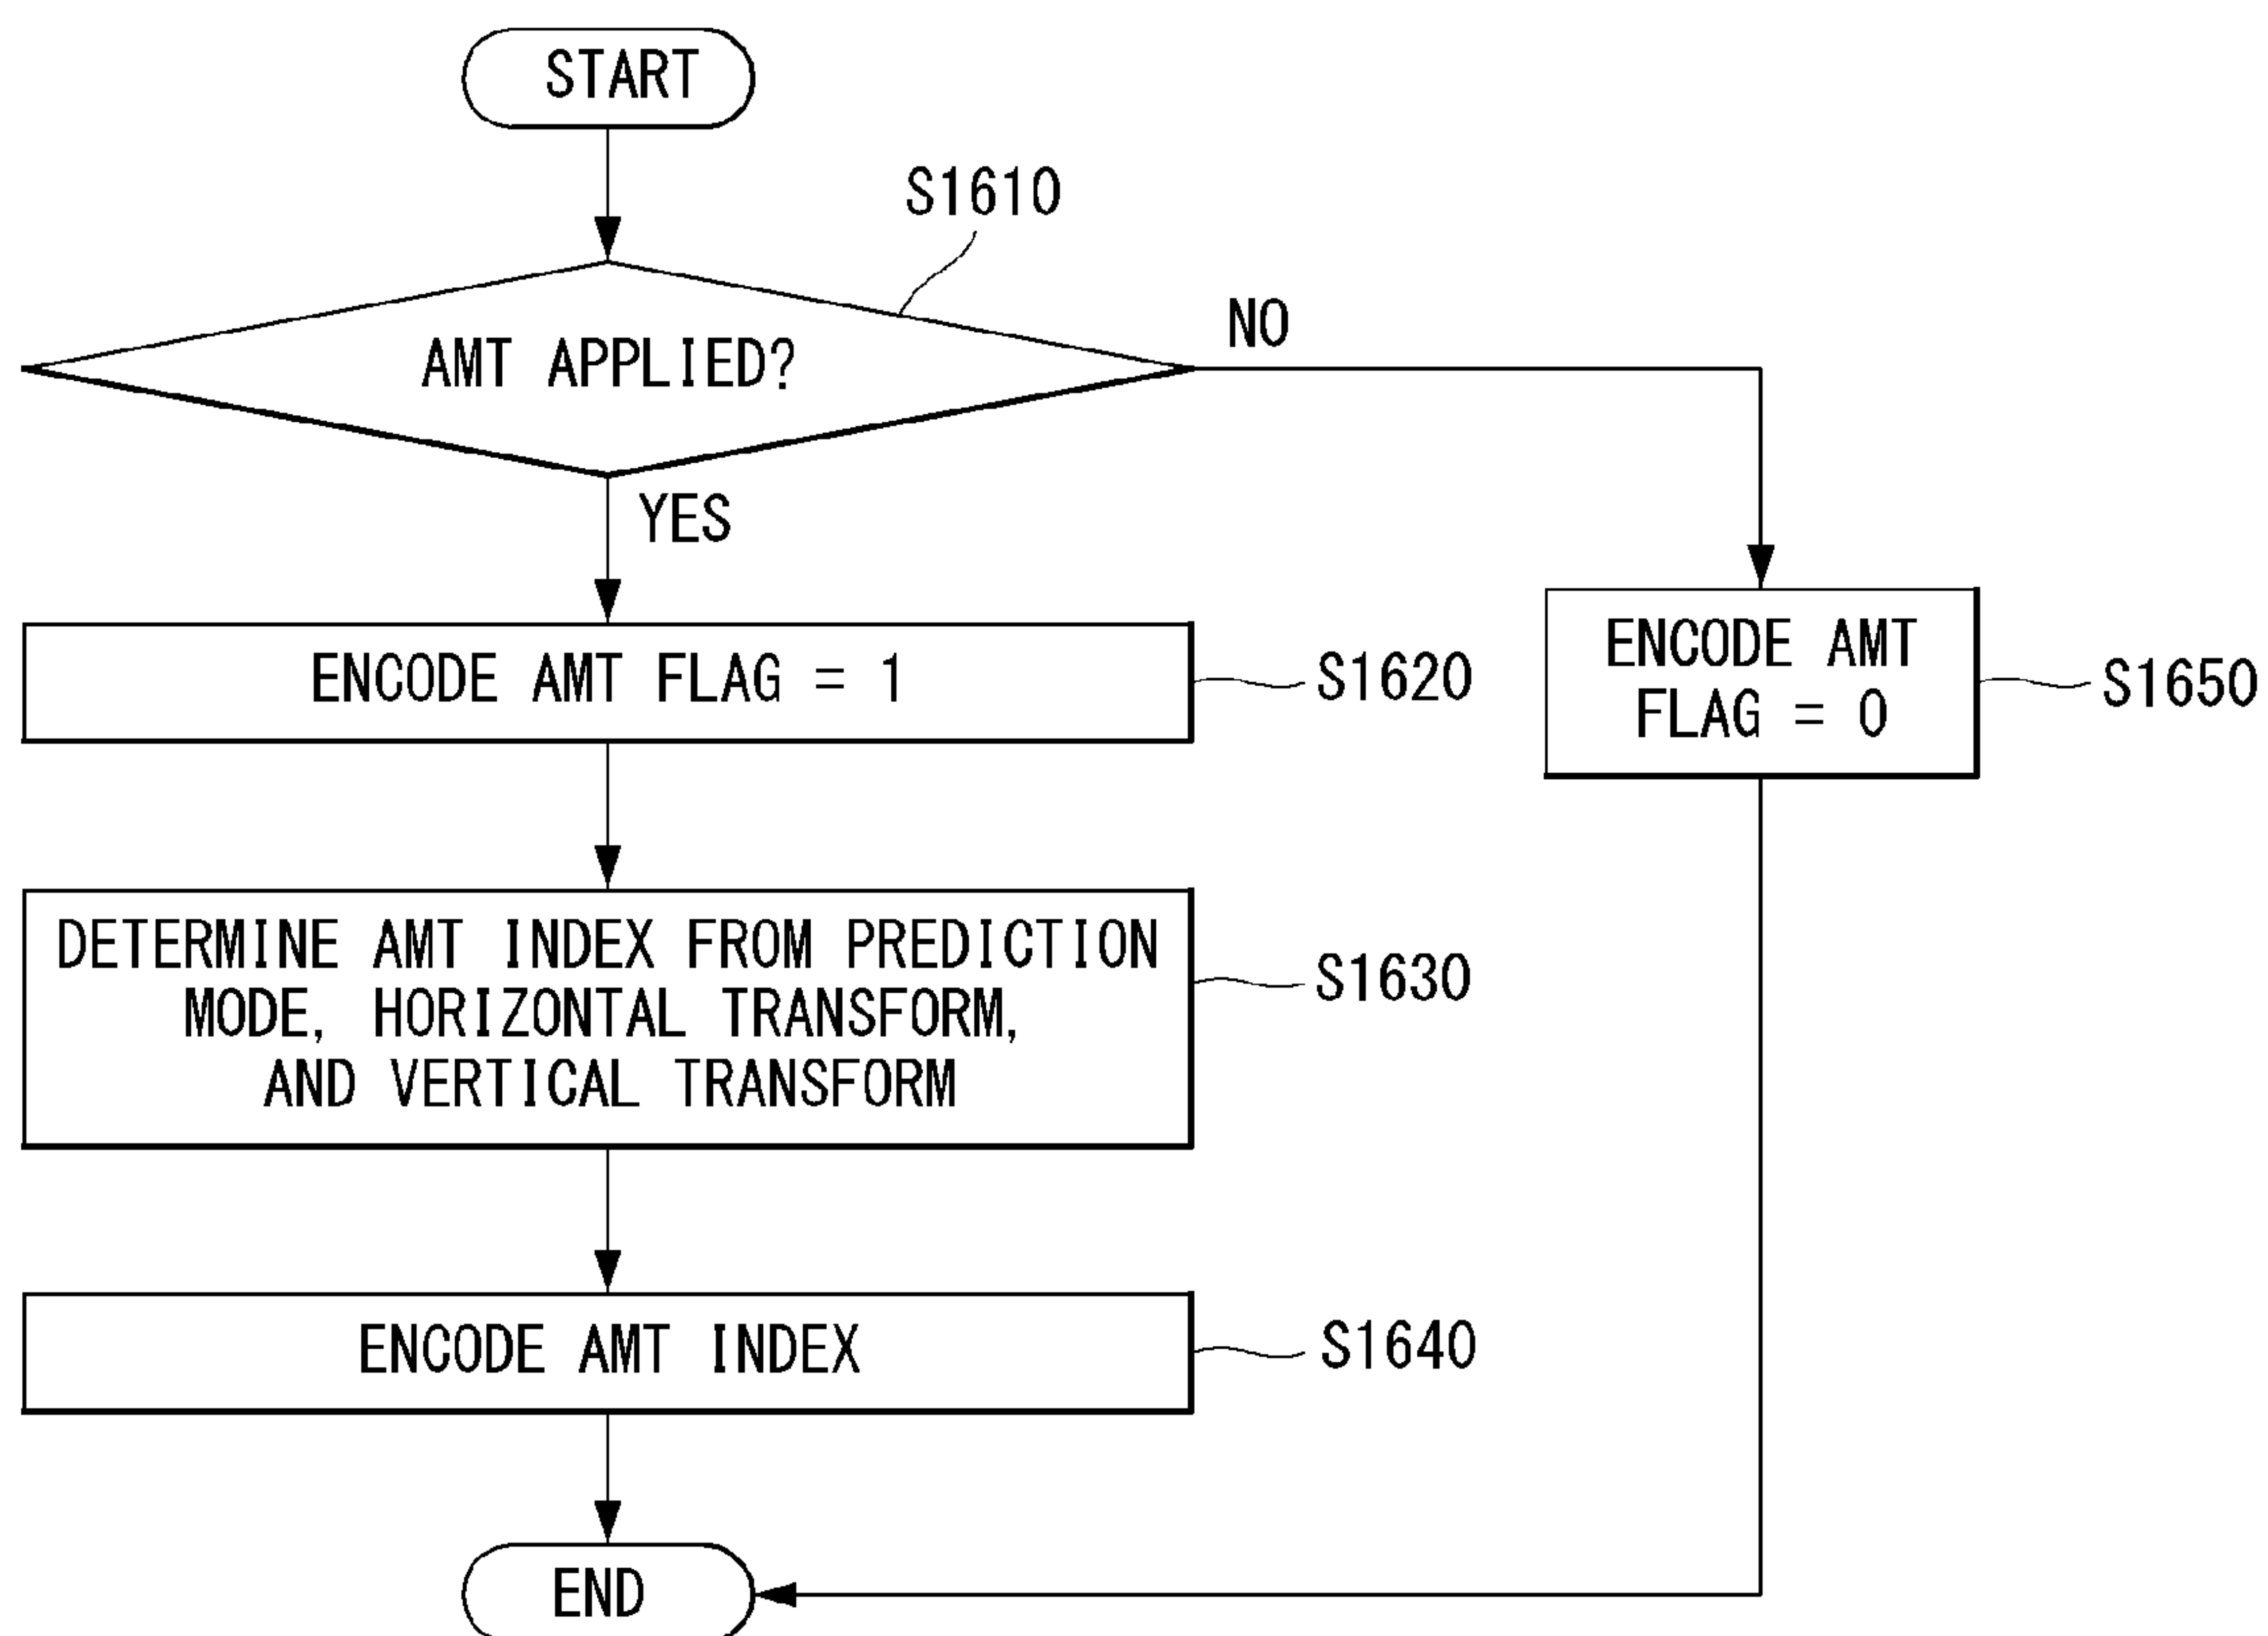 START
S1610
AMT APPLIED?
NO
YES
ENCODE AMT FLAG = 1
S1620
ENCODE AMT
FLAG = 0
S1650
DETERMINE AMT INDEX FROM PREDICTION
MODE, HORIZONTAL TRANSFORM,
AND VERTICAL TRANSFORM
S1630
ENCODE AMT INDEX
S1640
END